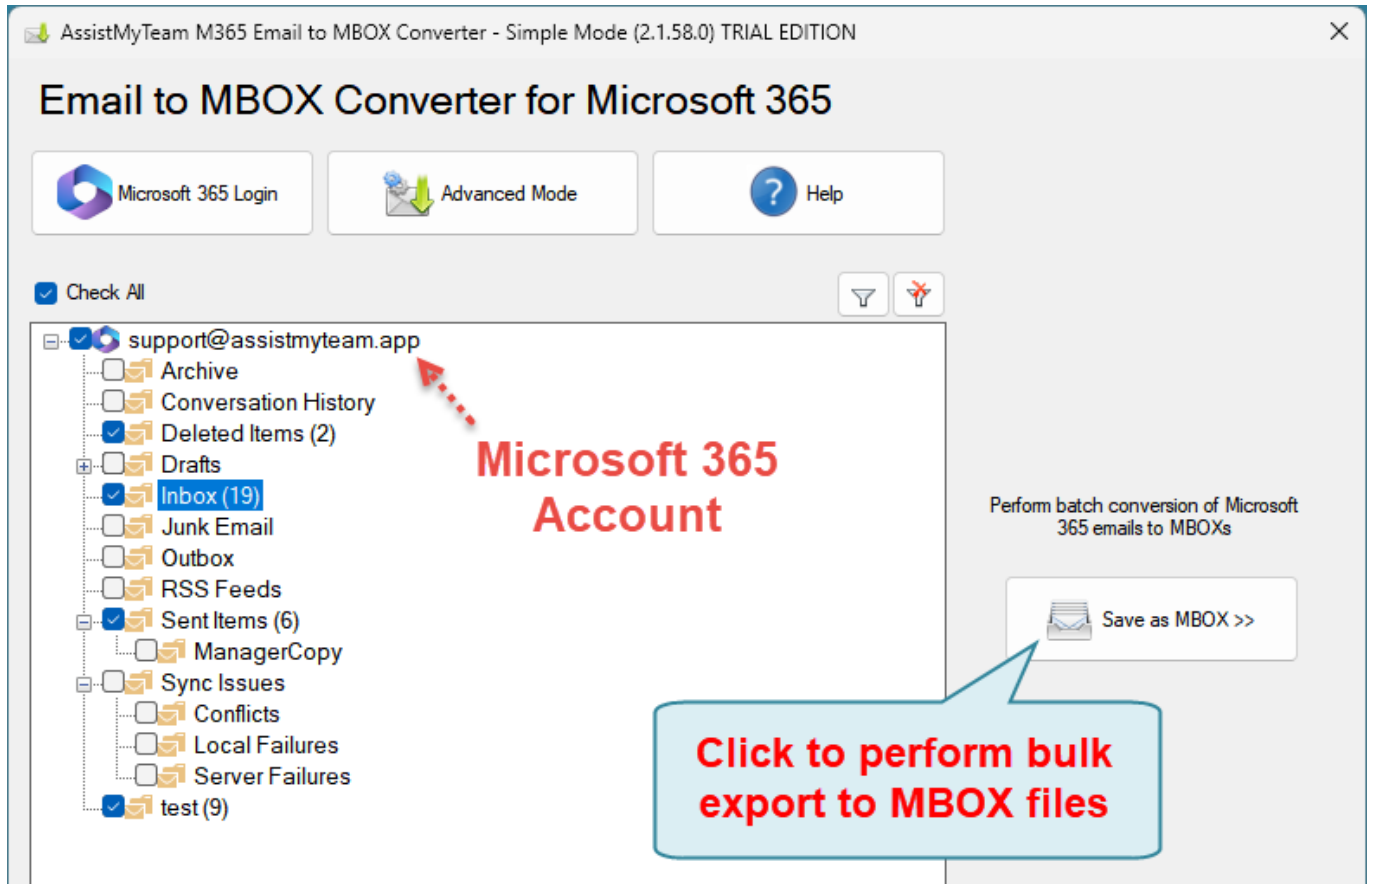 AssistMyTeam M365 Email to MBOX Converter - Simple Mode (2.1.58.0) TRIAL EDITION
Email to MBOX Converter for Microsoft 365
Microsoft 365 Login
Advanced Mode
Help
Check All
support@assistmyteam.app
Archive
Conversation History
Deleted Items (2)
Drafts
Inbox (19)
Junk Email
Outbox
RSS Feeds
Sent Items (6)
ManagerCopy
Sync Issues
Conflicts
Local Failures
Server Failures
test (9)
Microsoft 365
Account
Perform batch conversion of Microsoft
365 emails to MBOXs
Save as MBOX >>
Click to perform bulk
export to MBOX files